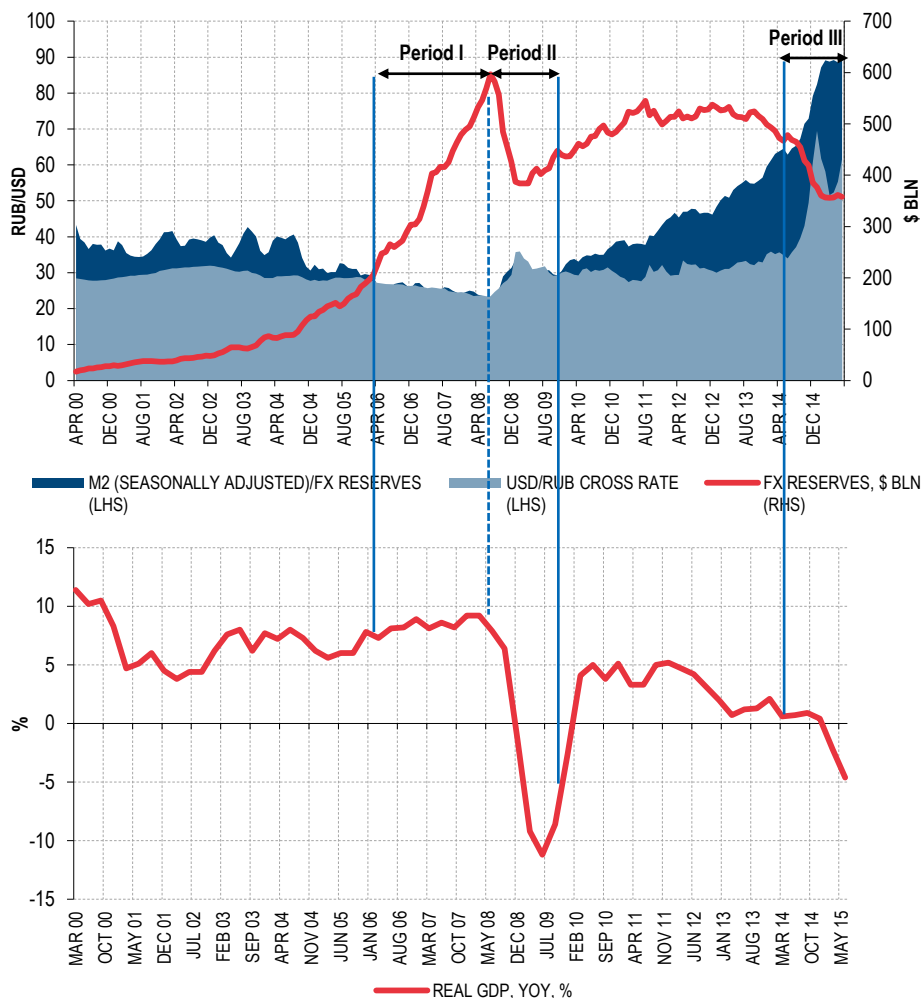 100
90
80
70
60
50
40
30
20
10
0
RUB/USD
Period I
Period II
Period III
700
600
500
400
300
200
100
0
$ BLN
APR 00
DEC 00
AUG 01
APR 02
DEC 02
AUG 03
APR 04
DEC 04
AUG 05
APR 06
DEC 06
AUG 07
APR 08
DEC 08
AUG 09
APR 10
DEC 10
AUG 11
APR 12
DEC 12
AUG 13
APR 14
DEC 14
M2 (SEASONALLY ADJUSTED)/FX RESERVES
(LHS)
USD/RUB CROSS RATE
(LHS)
FX RESERVES, $ BLN
(RHS)
15
10
5
0
-5
-10
-15
%
MAR 00
OCT 00
MAY 01
DEC 01
JUL 02
FEB 03
SEP 03
APR 04
NOV 04
JUN 05
JAN 06
AUG 06
MAR 07
OCT 07
MAY 08
DEC 08
JUL 09
FEB 10
SEP 10
APR 11
NOV 11
JUN 12
JAN 13
AUG 13
MAR 14
OCT 14
MAY 15
REAL GDP, YOY, %